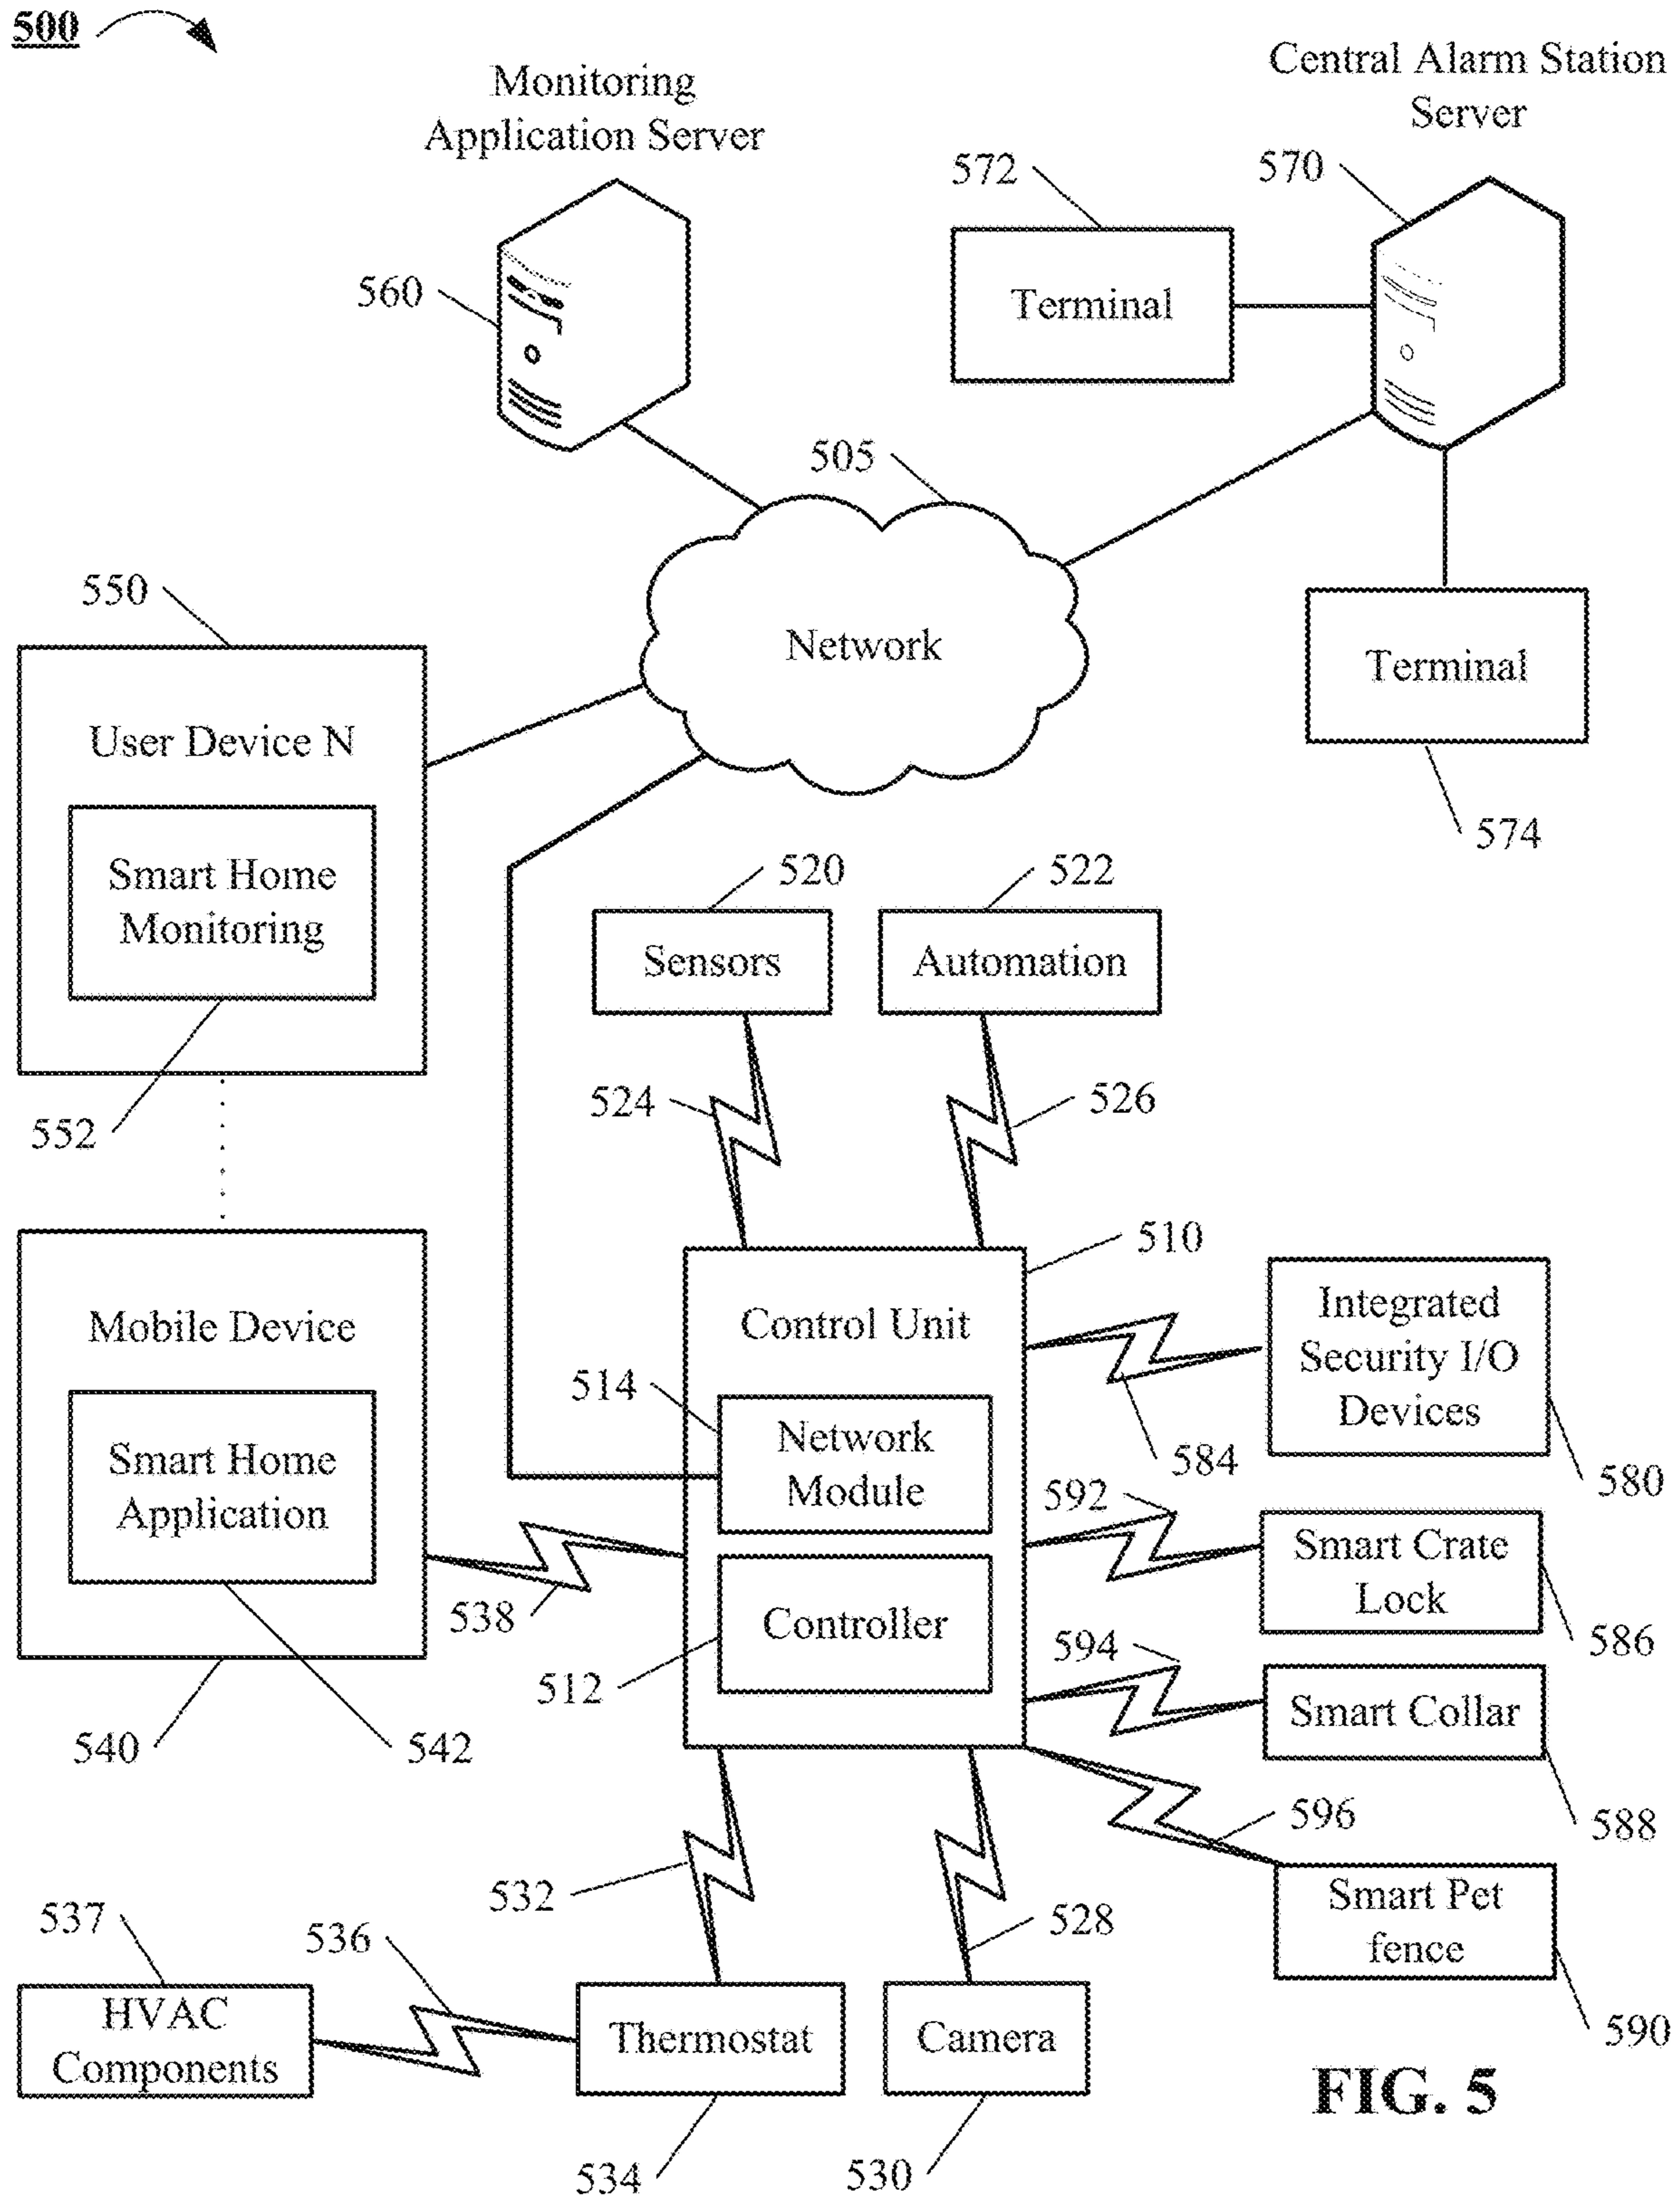 500
Monitoring
Application Server
Central Alarm Station
Server
572
570
560
Terminal
505
550
Network
Terminal
574
User Device N
Smart Home
Monitoring
552
520
522
Sensors
Automation
524
526
510
Mobile Device
Smart Home
Application
540
542
538
Control Unit
514
Network
Module
Controller
512
Integrated
Security I/O
Devices
584
580
592
Smart Crate
Lock
586
594
Smart Collar
588
596
Smart Pet
fence
590
532
528
537
536
HVAC
Components
Thermostat
Camera
534
530
FIG. 5